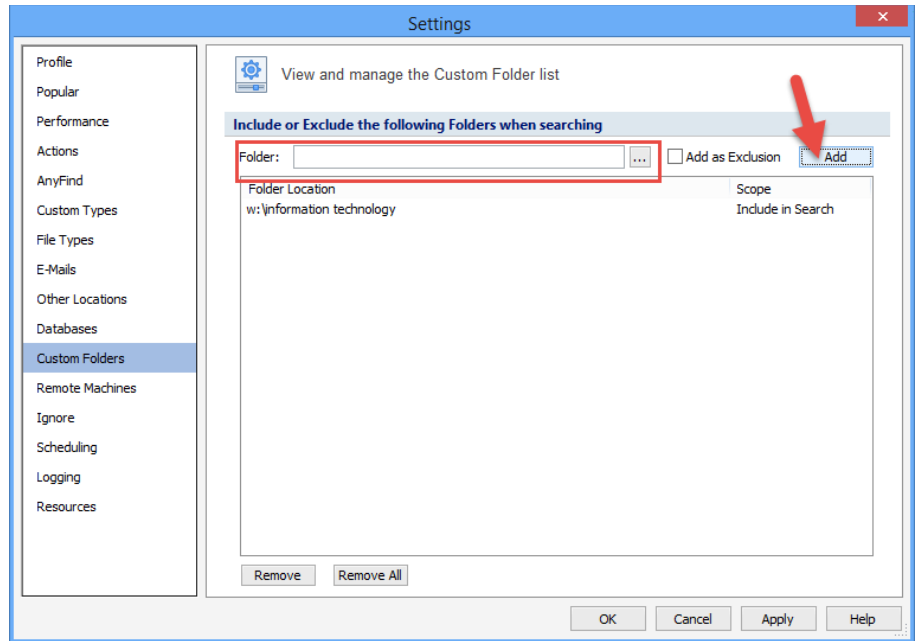 Settings
Profile
Popular
Performance
Actions
AnyFind
Custom Types
File Types
E-Mails
Other Locations
Databases
Custom Folders
Remote Machines
Ignore
Scheduling
Logging
Resources
View and manage the Custom Folder list
Include or Exclude the following Folders when searching
Folder: ... Add as Exclusion Add
Folder Location Scope
w:\information technology Include in Search
Remove Remove All
OK Cancel Apply Help